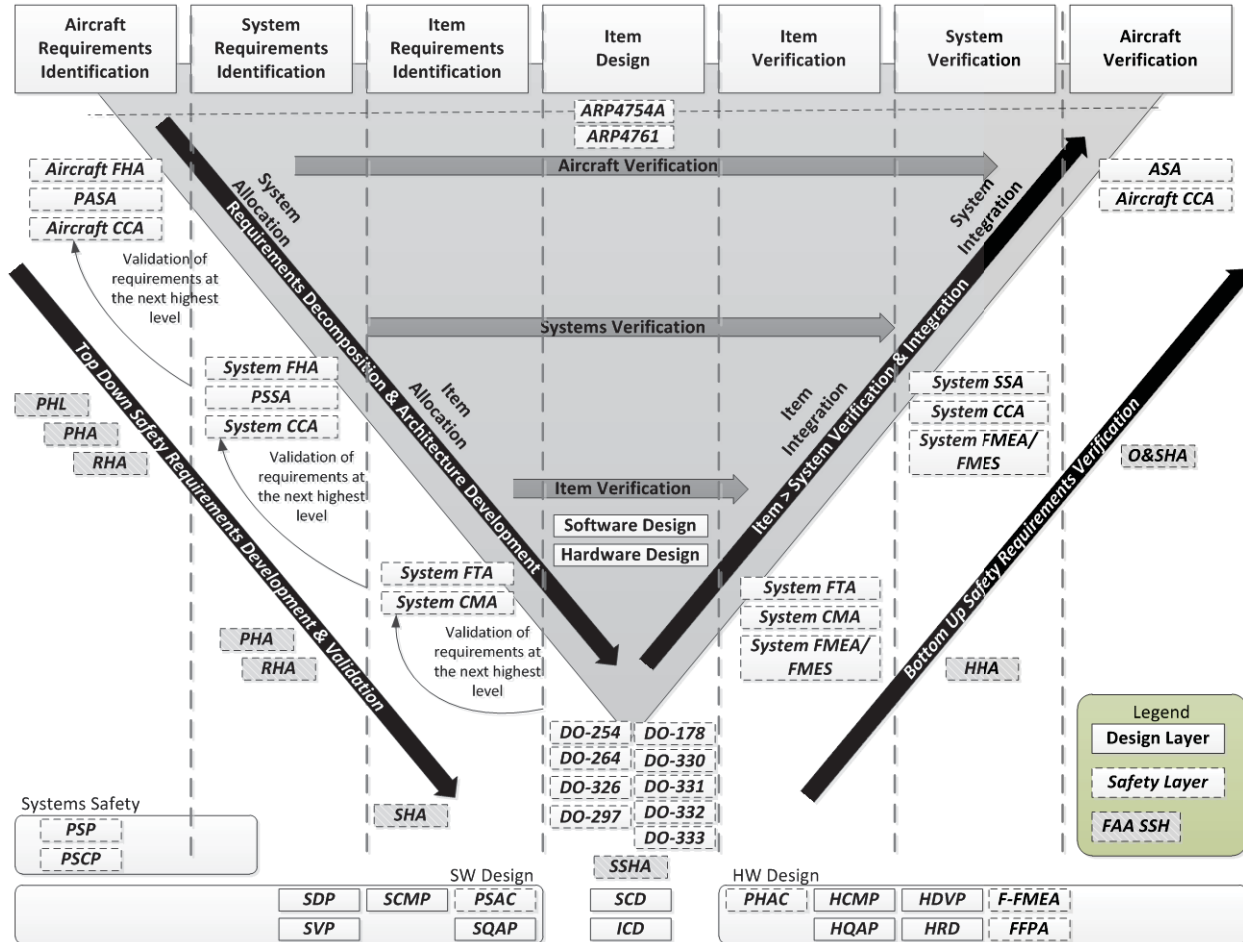 Aircraft
Requirements
Identification
System
Requirements
Identification
Item
Requirements
Identification
Item
Design
Item
Verification
System
Verification
Aircraft
Verification
ARP4754A
ARP4761
Aircraft Verification
Aircraft FHA
PASA
Aircraft CCA
ASA
Aircraft CCA
System
Allocation
System
Integration
Validation of
requirements at
the next highest
level
Requirements Decomposition & Architecture Development
Systems Verification
Top Down Safety Requirements Development & Validation
System FHA
PSSA
System CCA
Item
Allocation
Item
Integration
Item > System Verification & Integration
System SSA
System CCA
System FMEA/
FMES
PHL
PHA
RHA
O&SHA
Validation of
requirements at
the next highest
level
Item Verification
Software Design
Hardware Design
Bottom Up Safety Requirements Verification
System FTA
System CMA
System FTA
System CMA
System FMEA/
FMES
Validation of
requirements at
the next highest
level
PHA
RHA
HHA
DO-254
DO-178
DO-264
DO-330
DO-326
DO-331
DO-297
DO-332
DO-333
Legend
Design Layer
Safety Layer
FAA SSH
SHA
SSHA
Systems Safety
PSP
PSCP
SW Design
SDP
SCMP
PSAC
SVP
SQAP
SCD
ICD
HW Design
PHAC
HCMP
HDVP
F-FMEA
HQAP
HRD
FFPA